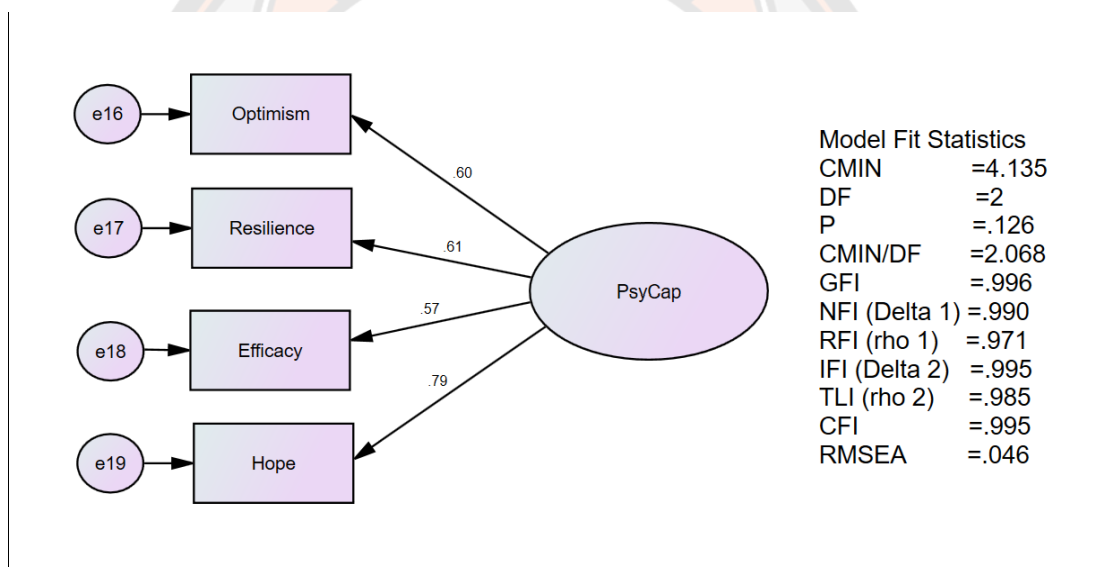 e16
Optimism
.60
e17
Resilience
.61
PsyCap
e18
Efficacy
.57
e19
Hope
.79
Model Fit Statistics
CMIN =4.135
DF =2
P =.126
CMIN/DF =2.068
GFI =.996
NFI (Delta 1) =.990
RFI (rho 1) =.971
IFI (Delta 2) =.995
TLI (rho 2) =.985
CFI =.995
RMSEA =.046